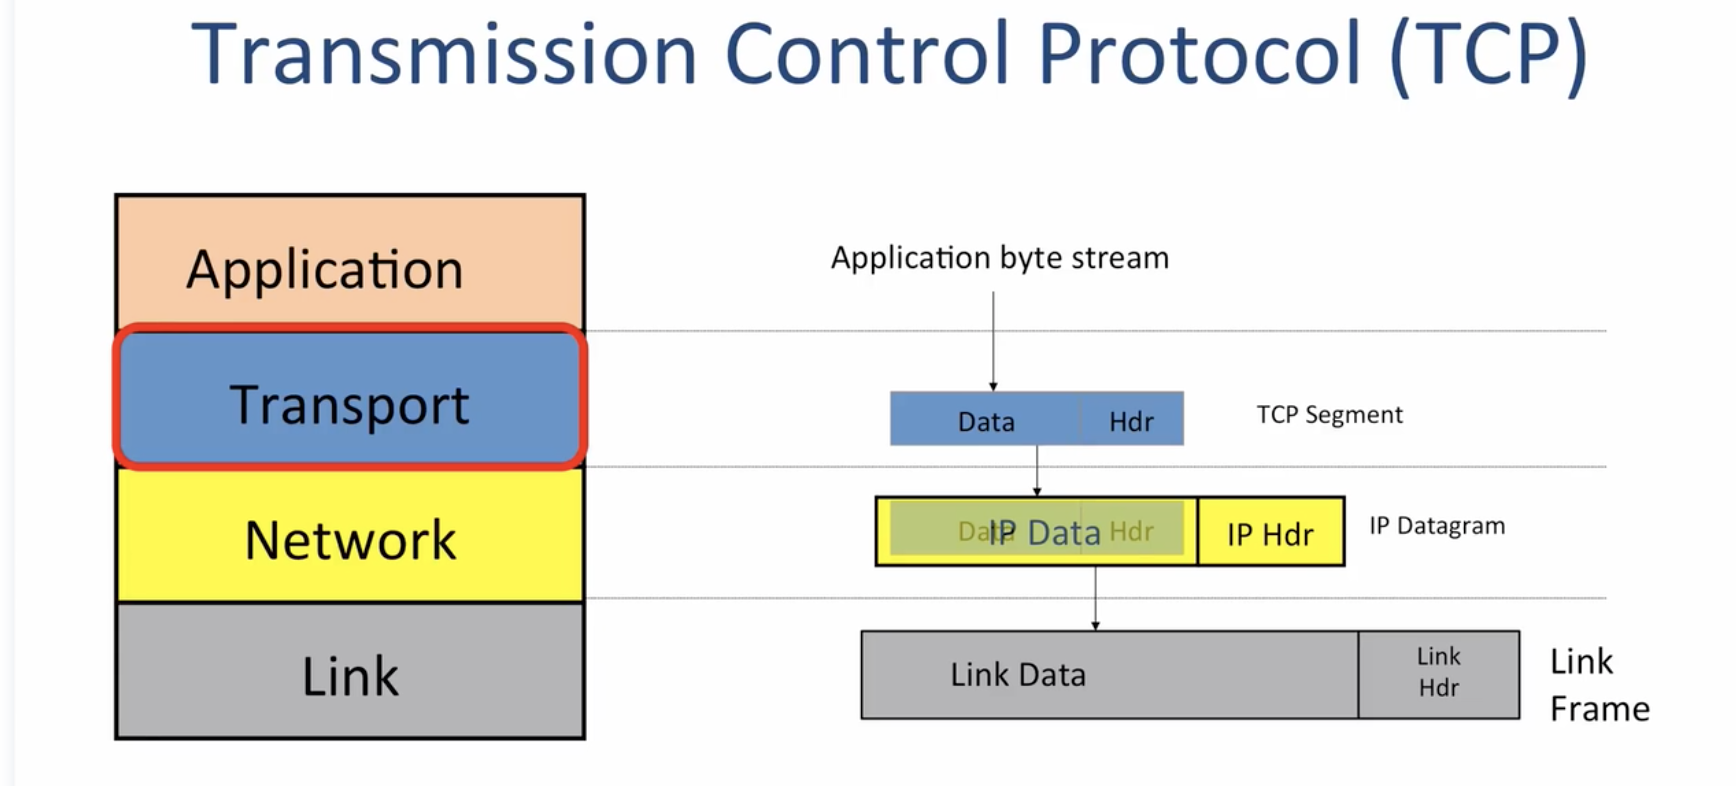 Transmission Control Protocol (TCP)
Application
Application byte stream
Transport
Data
Hdr
TCP Segment
Network
Data
IP Data
Hdr
IP Hdr
IP Datagram
Link
Link Data
Link
Hdr
Link
Frame